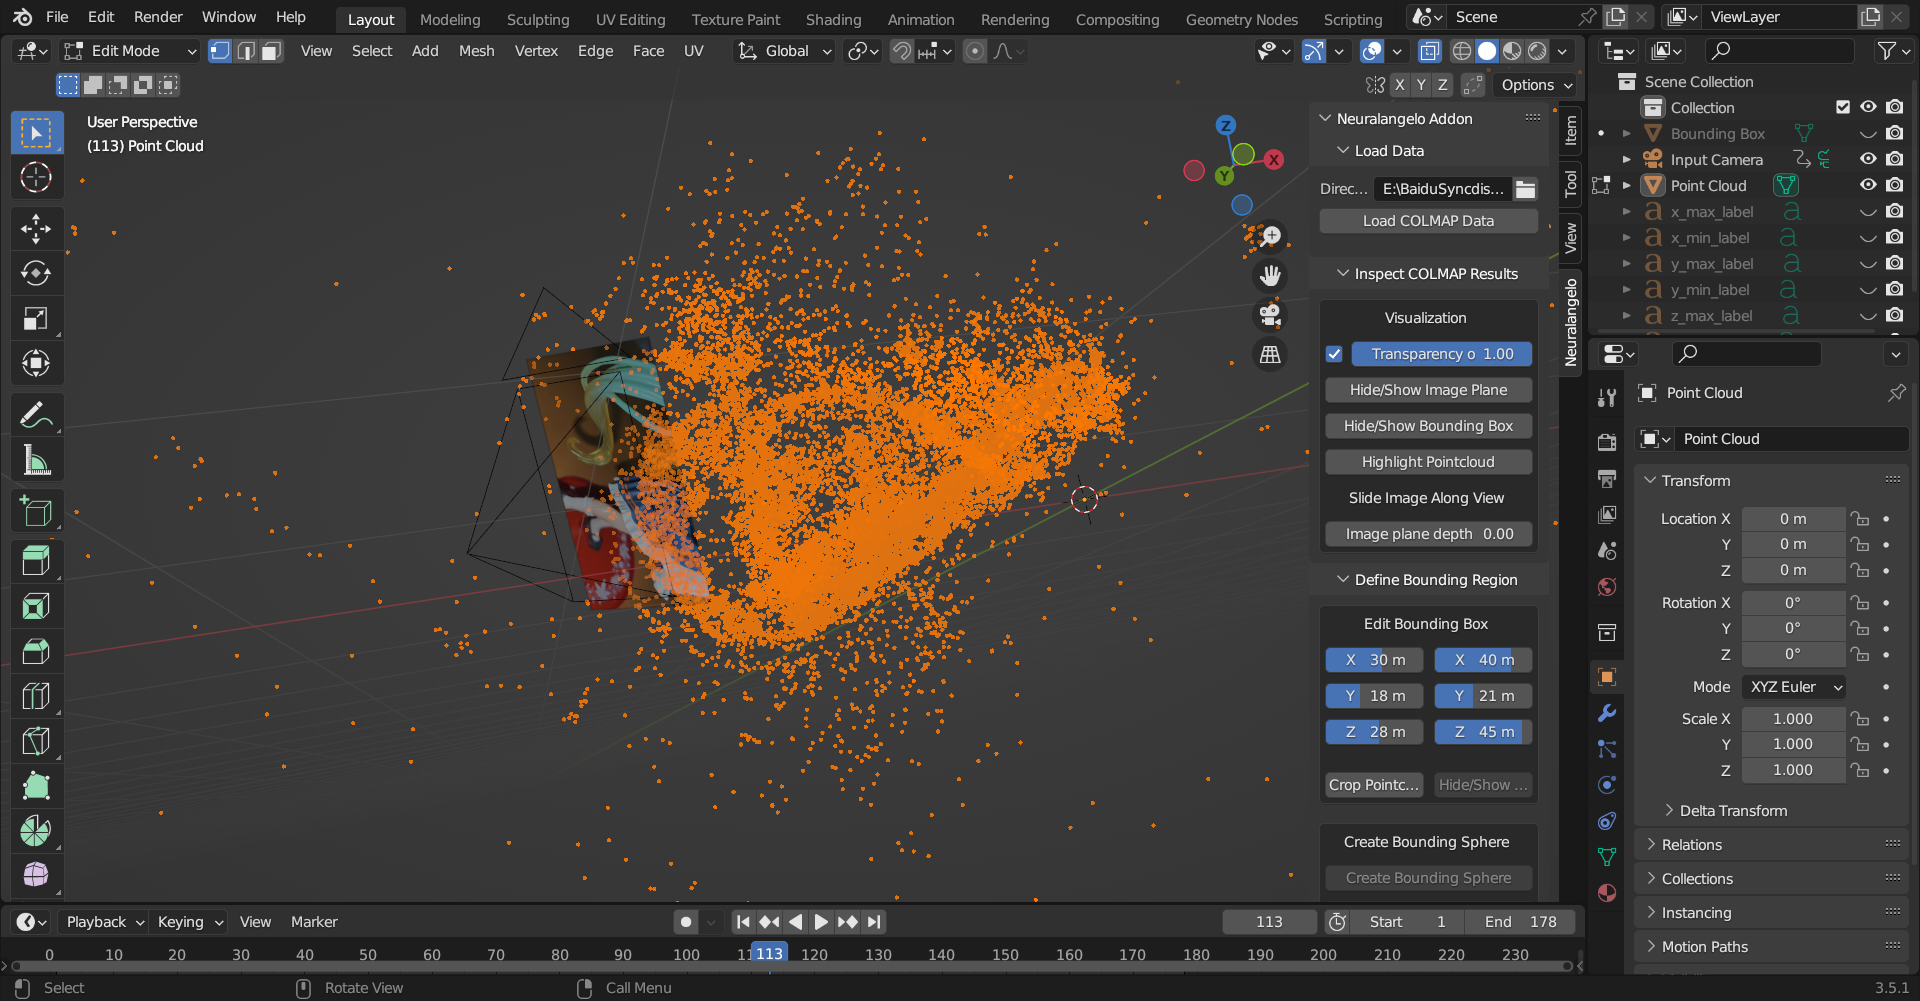 File Edit Render Window Help Layout Modeling Sculpting UV Editing Texture Paint Shading Animation Rendering Compositing Geometry Nodes Scripting Scene ViewLayer
Edit Mode View Select Add Mesh Vertex Edge Face UV Global
X Y Z Options
User Perspective
(113) Point Cloud
Z
X
Y
Neuralangelo Addon
Load Data
Direc... E:\BaiduSyncdis...
Load COLMAP Data
Inspect COLMAP Results
Visualization
Transparency o 1.00
Hide/Show Image Plane
Hide/Show Bounding Box
Highlight Pointcloud
Slide Image Along View
Image plane depth 0.00
Define Bounding Region
Edit Bounding Box
X 30 m X 40 m
Y 18 m Y 21 m
Z 28 m Z 45 m
Crop Pointc... Hide/Show ...
Create Bounding Sphere
Create Bounding Sphere
Item
Tool
View
Neuralangelo
Scene Collection
Collection
Bounding Box
Input Camera
Point Cloud
a x_max_label a
a x_min_label a
a y_max_label a
a y_min_label a
a z_max_label a
Point Cloud
Point Cloud
Transform
Location X 0 m
Y 0 m
Z 0 m
Rotation X 0°
Y 0°
Z 0°
Mode XYZ Euler
Scale X 1.000
Y 1.000
Z 1.000
Delta Transform
Relations
Collections
Instancing
Motion Paths
Playback Keying View Marker 113 Start 1 End 178
0 10 20 30 40 50 60 70 80 90 100 11 113 120 130 140 150 160 170 180 190 200 210 220 230
Select Rotate View Call Menu 3.5.1